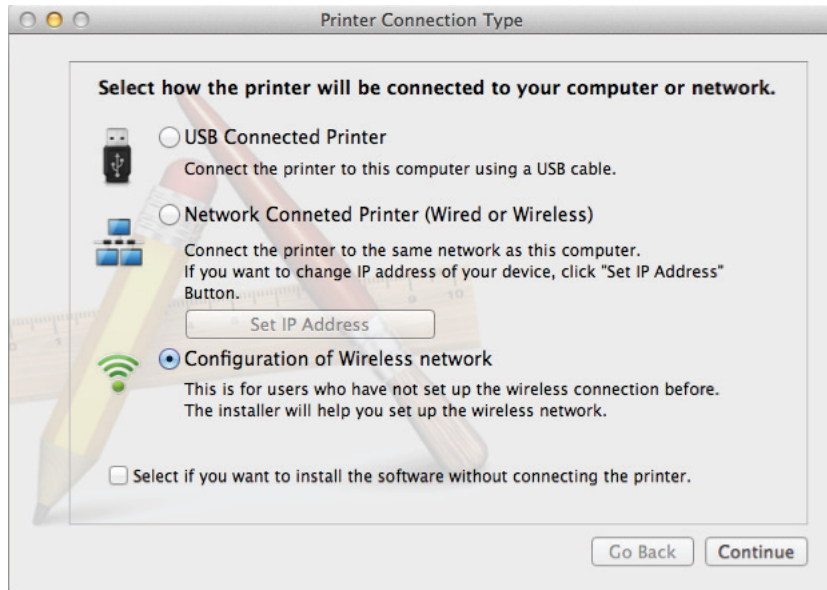 Printer Connection Type
Select how the printer will be connected to your computer or network.
USB Connected Printer
Connect the printer to this computer using a USB cable.
Network Conneted Printer (Wired or Wireless)
Connect the printer to the same network as this computer.
If you want to change IP address of your device, click "Set IP Address"
Button.
Set IP Address
Configuration of Wireless network
This is for users who have not set up the wireless connection before.
The installer will help you set up the wireless network.
Select if you want to install the software without connecting the printer.
Go Back Continue